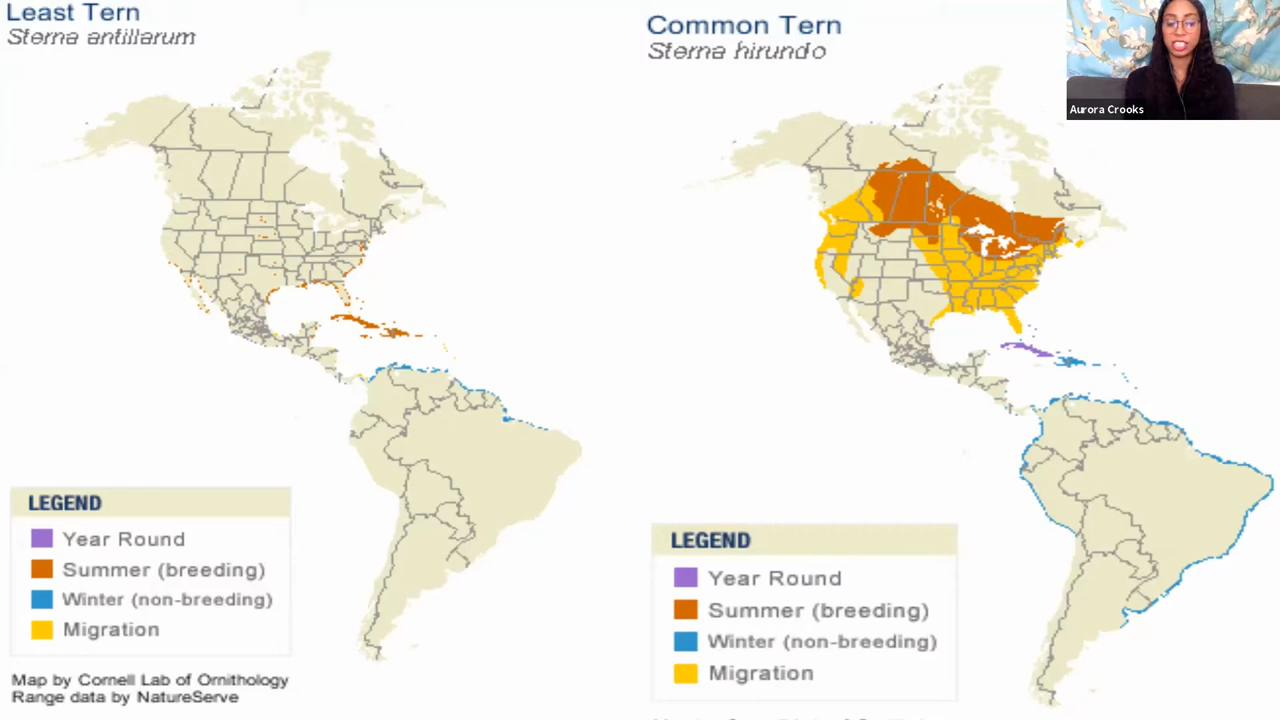 Least Tern
Sterna antillarum
Common Tern
Sterna hirundo
Aurora Crooks
LEGEND
Year Round
Summer (breeding)
Winter (non-breeding)
Migration
Map by Cornell Lab of Ornithology
Range data by NatureServe
LEGEND
Year Round
Summer (breeding)
Winter (non-breeding)
Migration